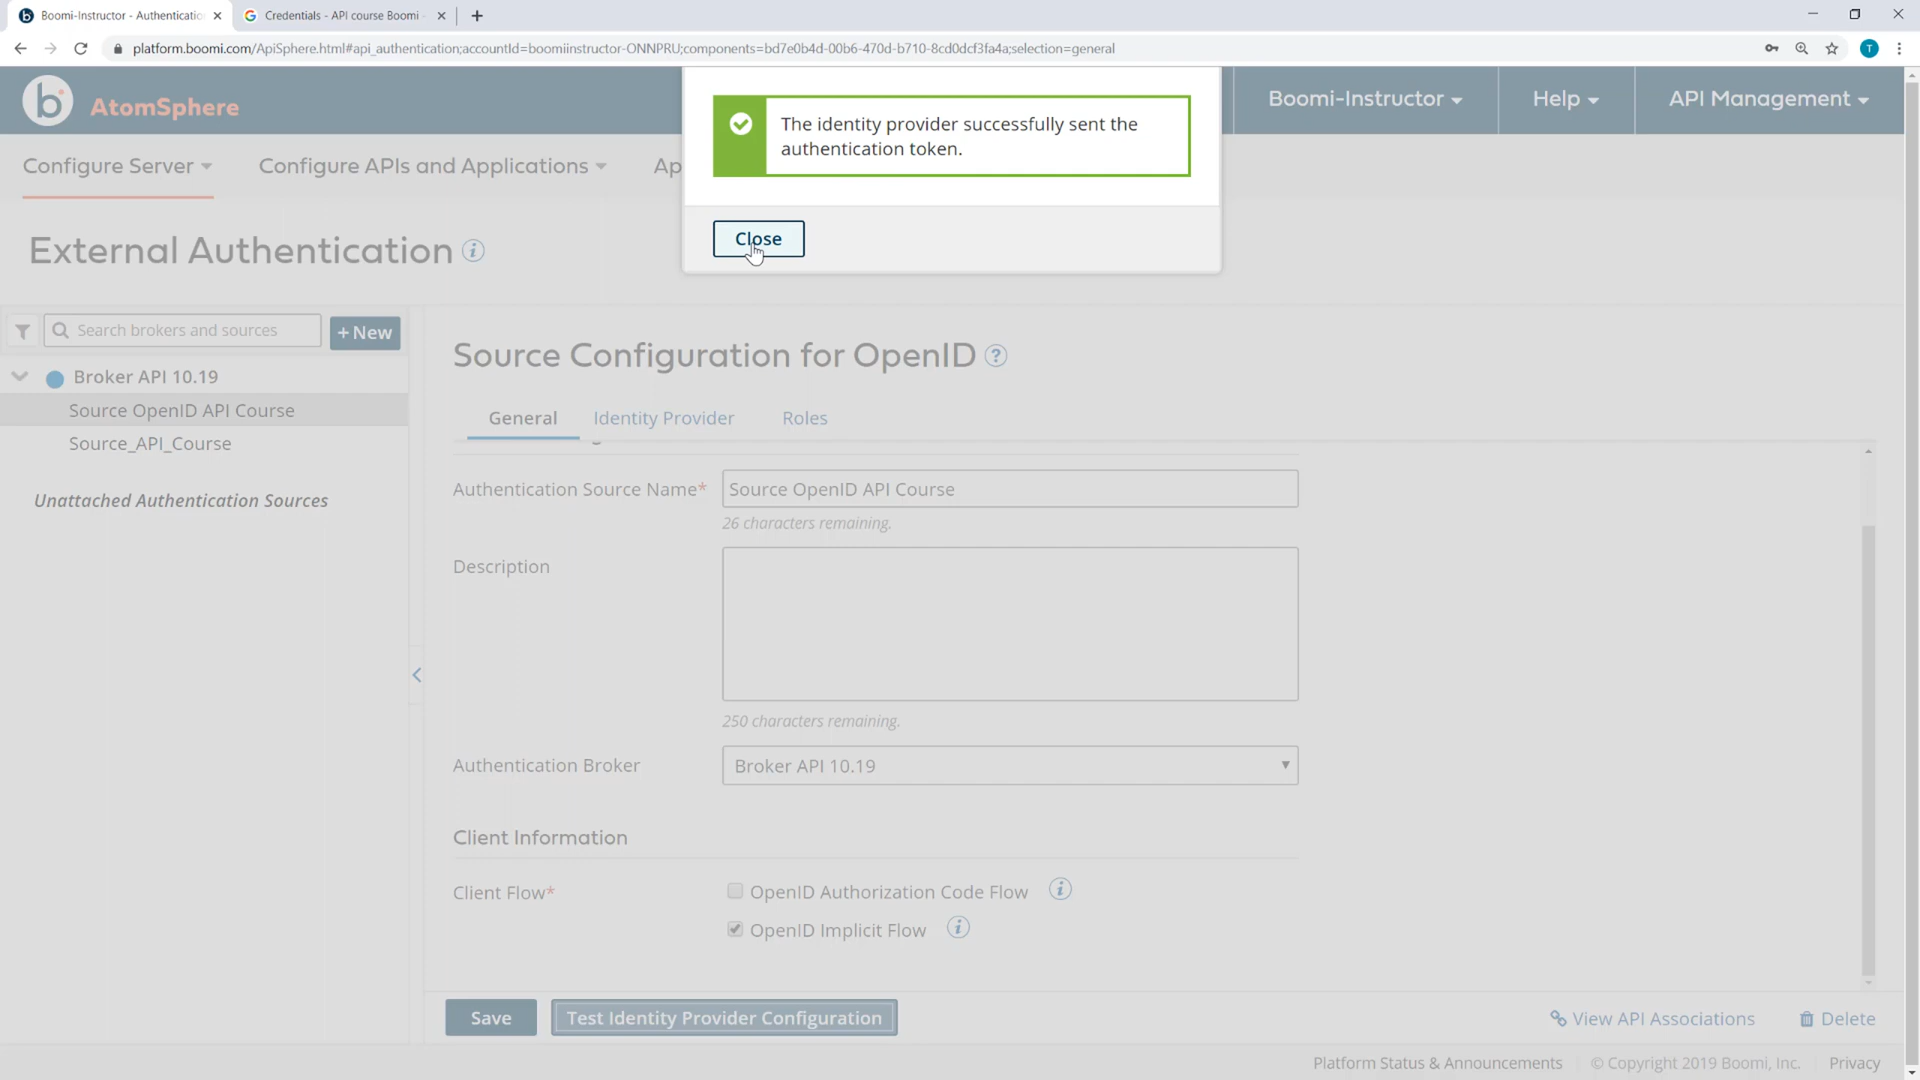 Boomi-Instructor - Authenticatio
Credentials - API course Boomi
platform.boomi.com/ApiSphere.html#api_authentication;accountId=boomiinstructor-ONNPRU;components=bd7e0b4d-00b6-470d-b710-8cd0dcf3fa4a;selection=general
T
b AtomSphere
Boomi-Instructor
Help
API Management
The identity provider successfully sent the
authentication token.
Close
Configure Server
Configure APIs and Applications
Ap
External Authentication
Search brokers and sources
+ New
Broker API 10.19
Source OpenID API Course
Source_API_Course
Unattached Authentication Sources
Source Configuration for OpenID
General
Identity Provider
Roles
Authentication Source Name*
Source OpenID API Course
26 characters remaining.
Description
250 characters remaining.
Authentication Broker
Broker API 10.19
Client Information
Client Flow*
OpenID Authorization Code Flow
OpenID Implicit Flow
Save
Test Identity Provider Configuration
View API Associations
Delete
Platform Status & Announcements
© Copyright 2019 Boomi, Inc.
Privacy